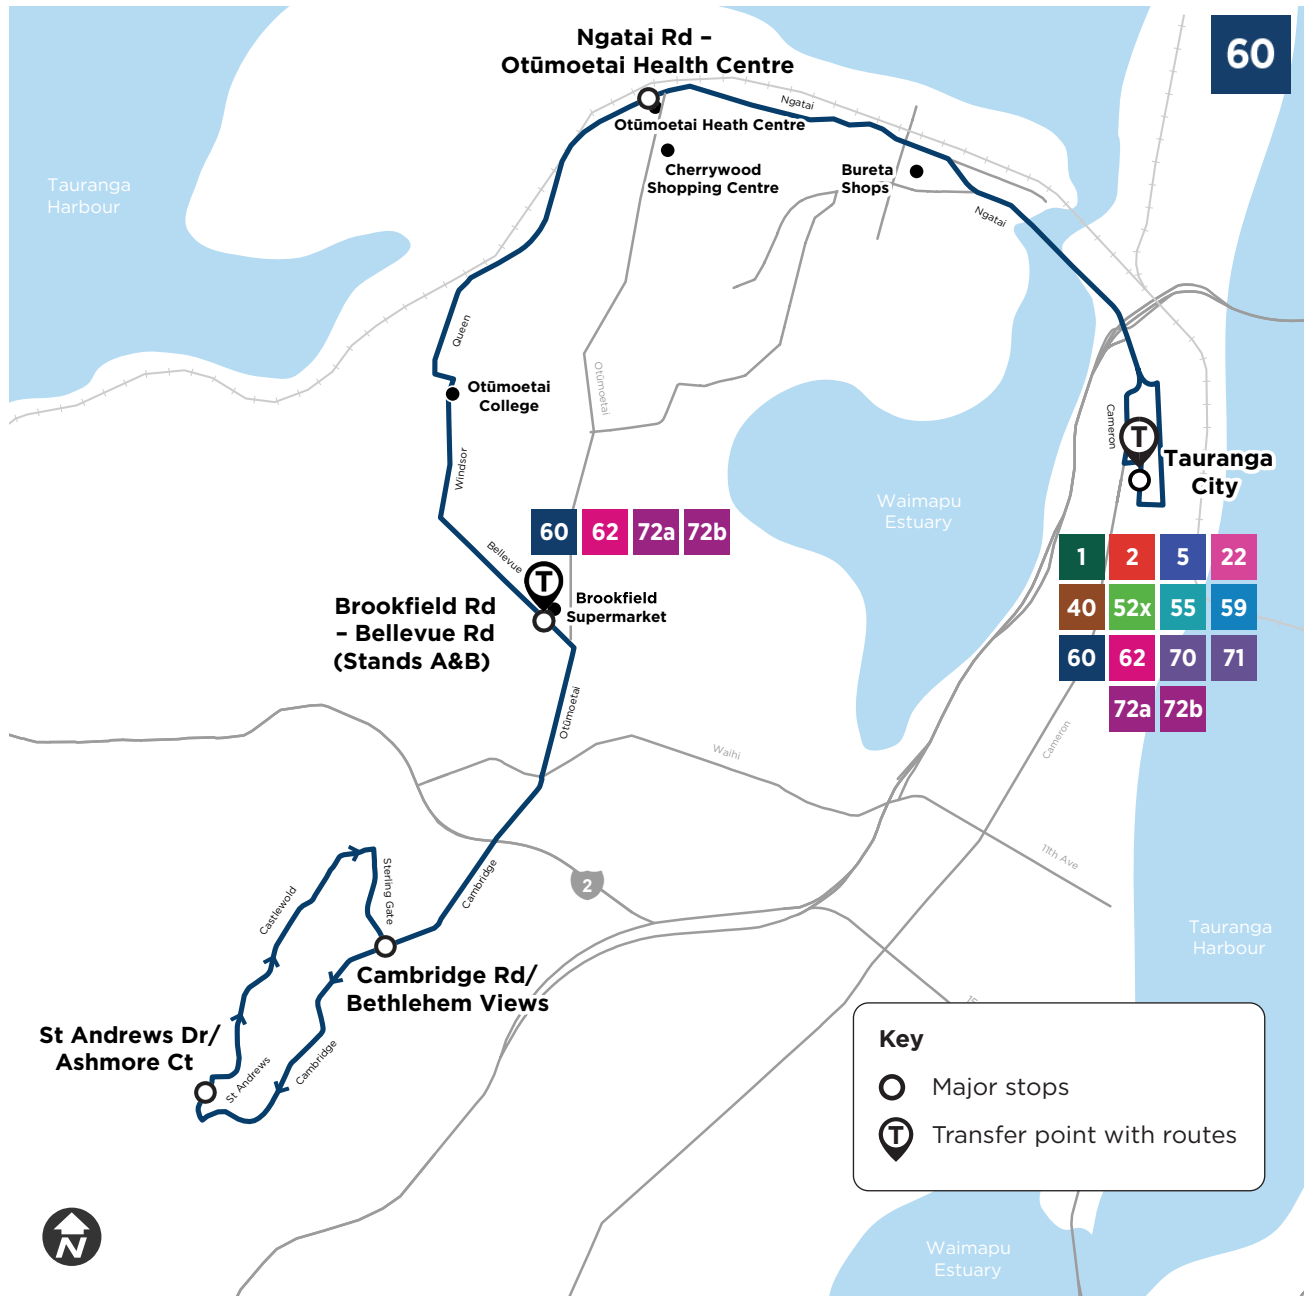 60
Ngatai Rd –
Otūmoetai Health Centre
Ngatai
Otūmoetai Heath Centre
Cherrywood
Shopping Centre
Bureta
Shops
Ngatai
Tauranga
Harbour
Queen
Otūmoetai
College
Otūmoetai
Windsor
Cameron
T
Tauranga
City
Waimapu
Estuary
60 62 72a 72b
Bellevue
T
Brookfield
Supermarket
Brookfield Rd
– Bellevue Rd
(Stands A&B)
1 2 5 22
40 52x 55 59
60 62 70 71
72a 72b
Otūmoetai
Waihi
Cameron
11th Ave
2
Cambridge
Sterling Gate
Castlewold
Tauranga
Harbour
Cambridge Rd/
Bethlehem Views
St Andrews Dr/
Ashmore Ct
St Andrews
Cambridge
Key
Major stops
T Transfer point with routes
N
Waimapu
Estuary